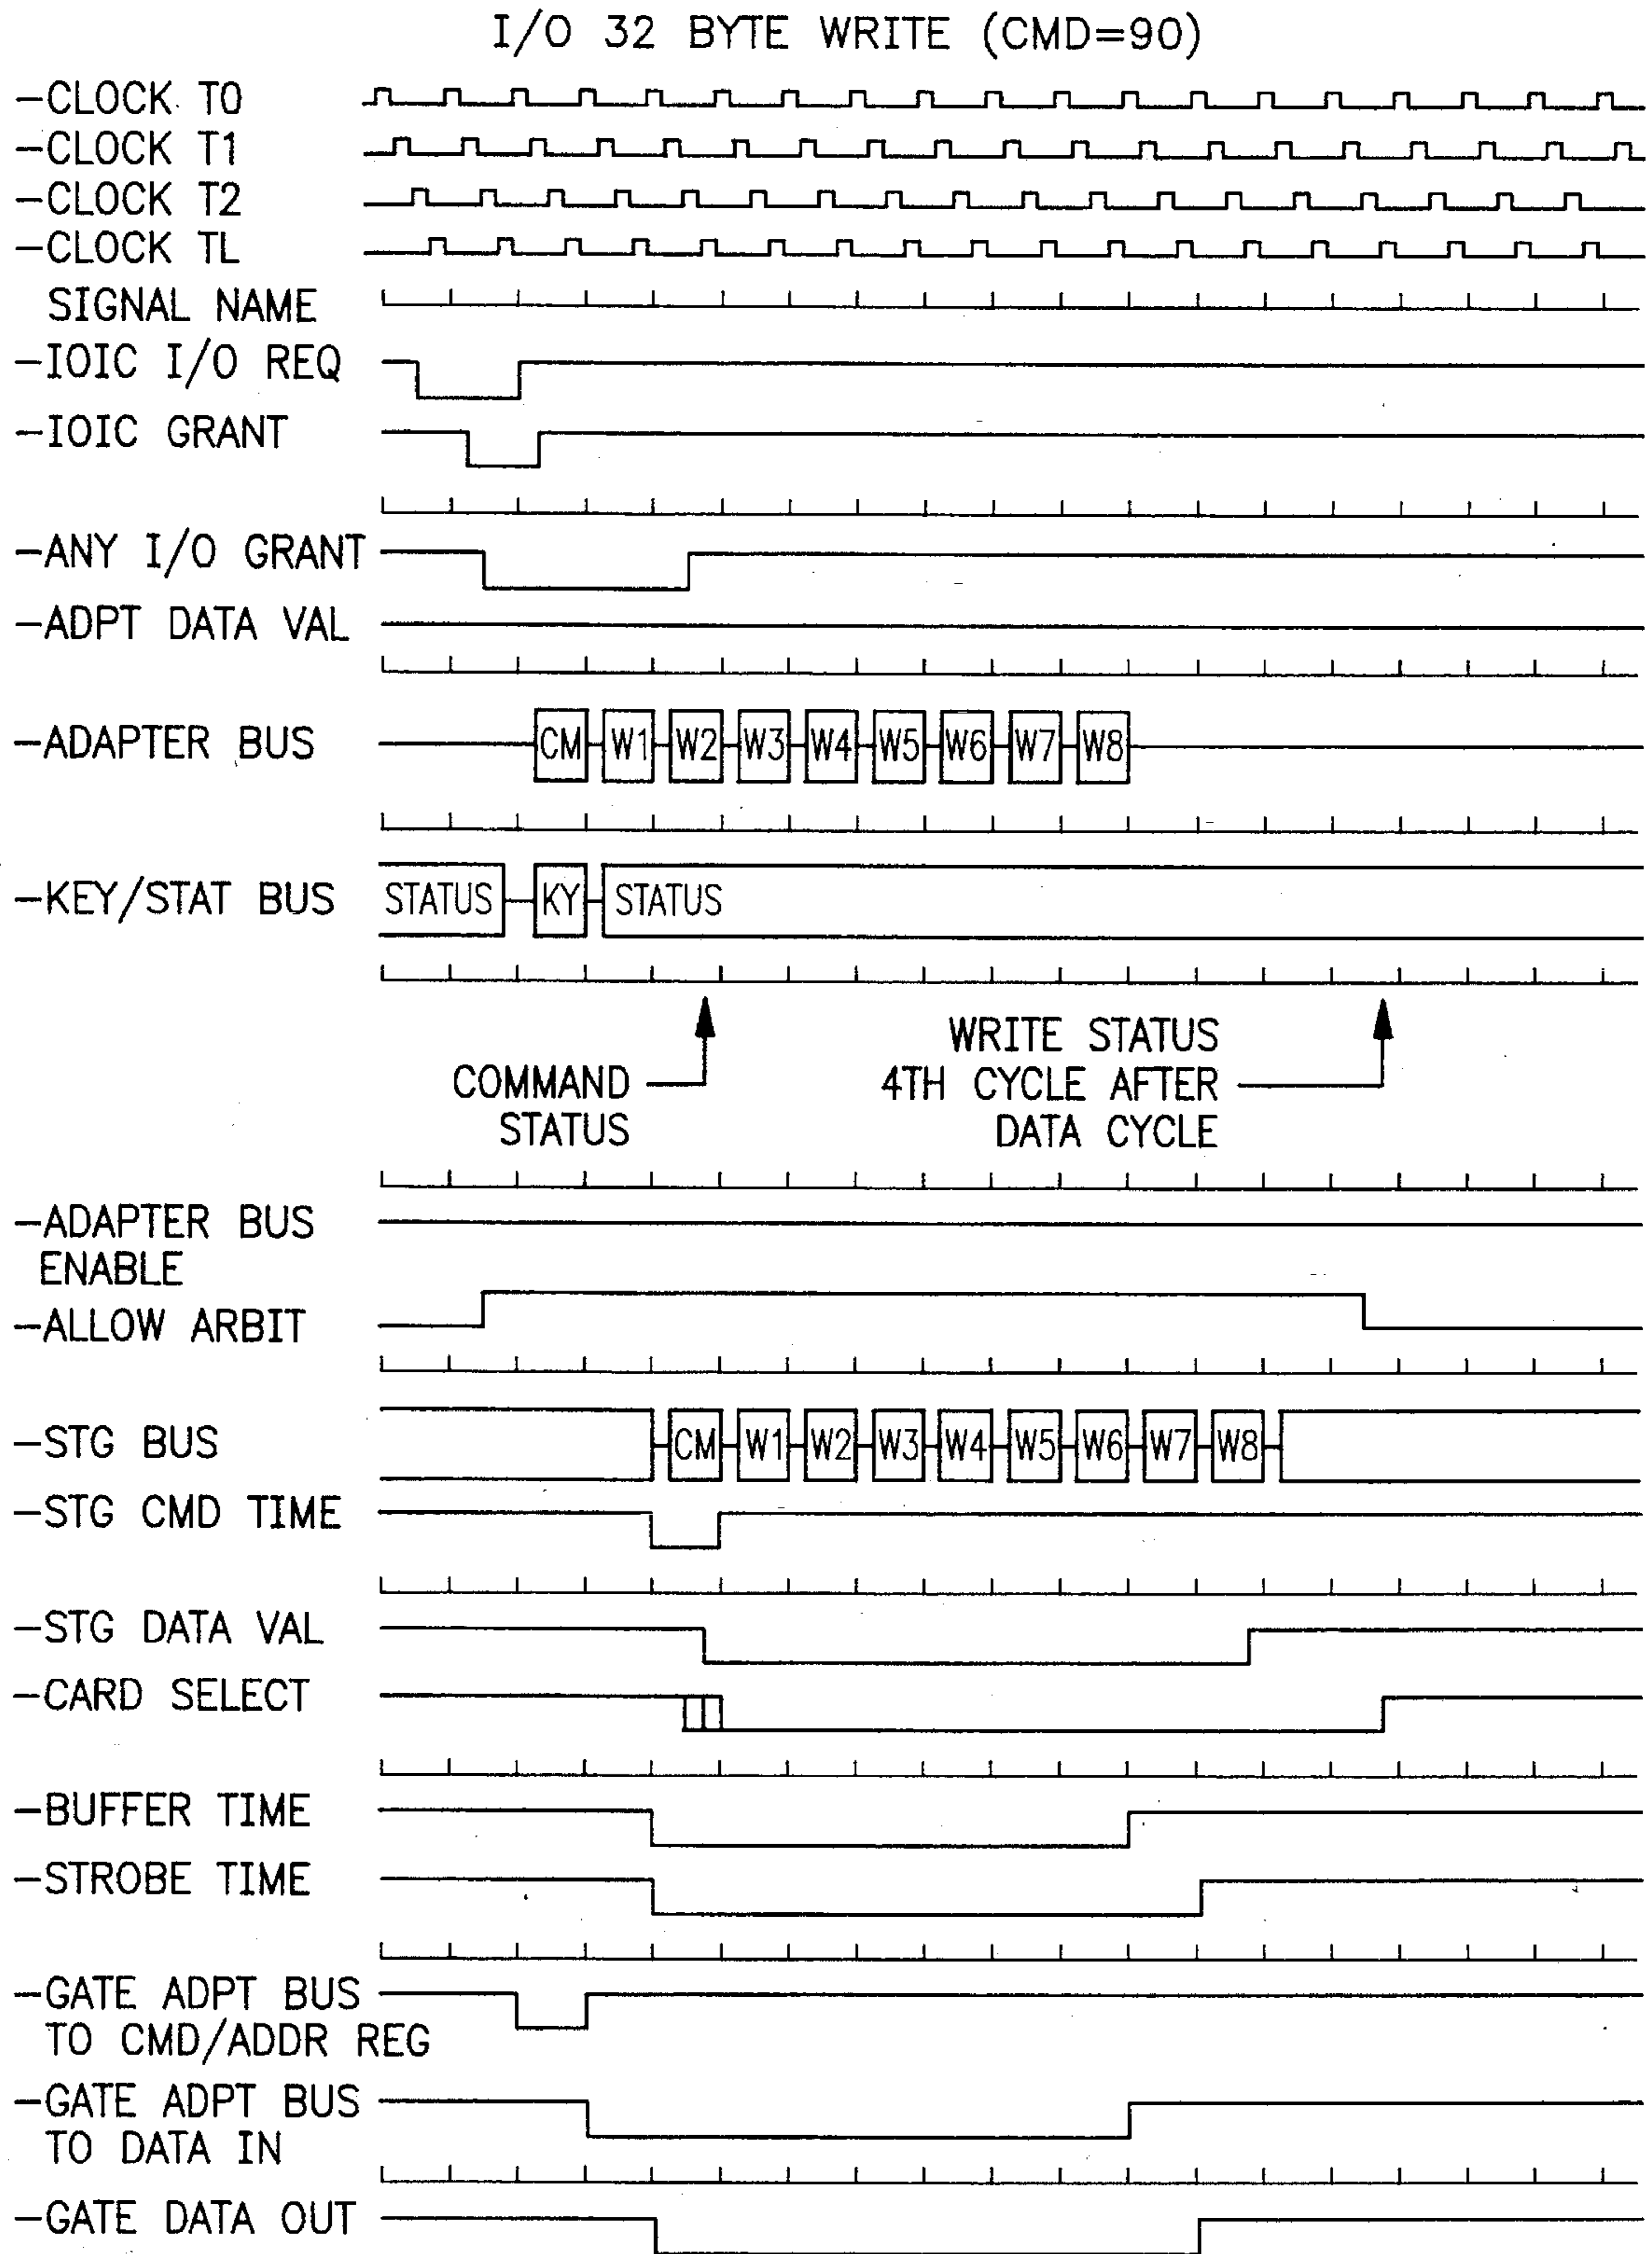 I/O 32 BYTE WRITE (CMD=90)
-CLOCK T0
-CLOCK T1
-CLOCK T2
-CLOCK TL
SIGNAL NAME
-IOIC I/O REQ
-IOIC GRANT
-ANY I/O GRANT
-ADPT DATA VAL
-ADAPTER BUS CM W1 W2 W3 W4 W5 W6 W7 W8
-KEY/STAT BUS STATUS KY STATUS
COMMAND
STATUS
WRITE STATUS
4TH CYCLE AFTER
DATA CYCLE
-ADAPTER BUS
ENABLE
-ALLOW ARBIT
-STG BUS CM W1 W2 W3 W4 W5 W6 W7 W8
-STG CMD TIME
-STG DATA VAL
-CARD SELECT
-BUFFER TIME
-STROBE TIME
-GATE ADPT BUS
TO CMD/ADDR REG
-GATE ADPT BUS
TO DATA IN
-GATE DATA OUT